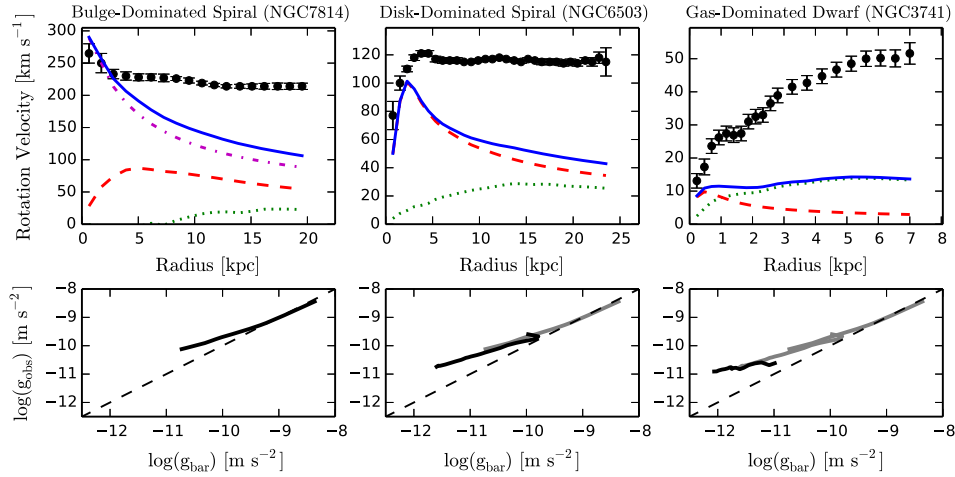 Bulge-Dominated Spiral (NGC7814)
Disk-Dominated Spiral (NGC6503)
Gas-Dominated Dwarf (NGC3741)
Rotation Velocity [km s⁻¹]
300
250
200
150
100
50
0
0 5 10 15 20
Radius [kpc]
120
100
80
60
40
20
0
0 5 10 15 20 25
Radius [kpc]
50
40
30
20
10
0
0 1 2 3 4 5 6 7 8
Radius [kpc]
log(g_obs) [m s⁻²]
−8
−9
−10
−11
−12
−12 −11 −10 −9 −8
log(g_bar) [m s⁻²]
−8
−9
−10
−11
−12
−12 −11 −10 −9 −8
log(g_bar) [m s⁻²]
−8
−9
−10
−11
−12
−12 −11 −10 −9 −8
log(g_bar) [m s⁻²]